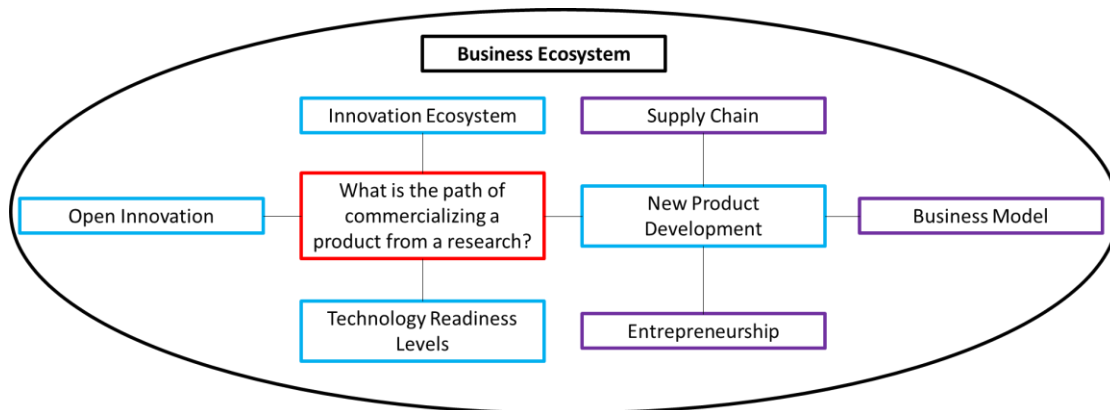 Business Ecosystem
Innovation Ecosystem
Supply Chain
Open Innovation
What is the path of
commercializing a
product from a research?
New Product
Development
Business Model
Technology Readiness
Levels
Entrepreneurship